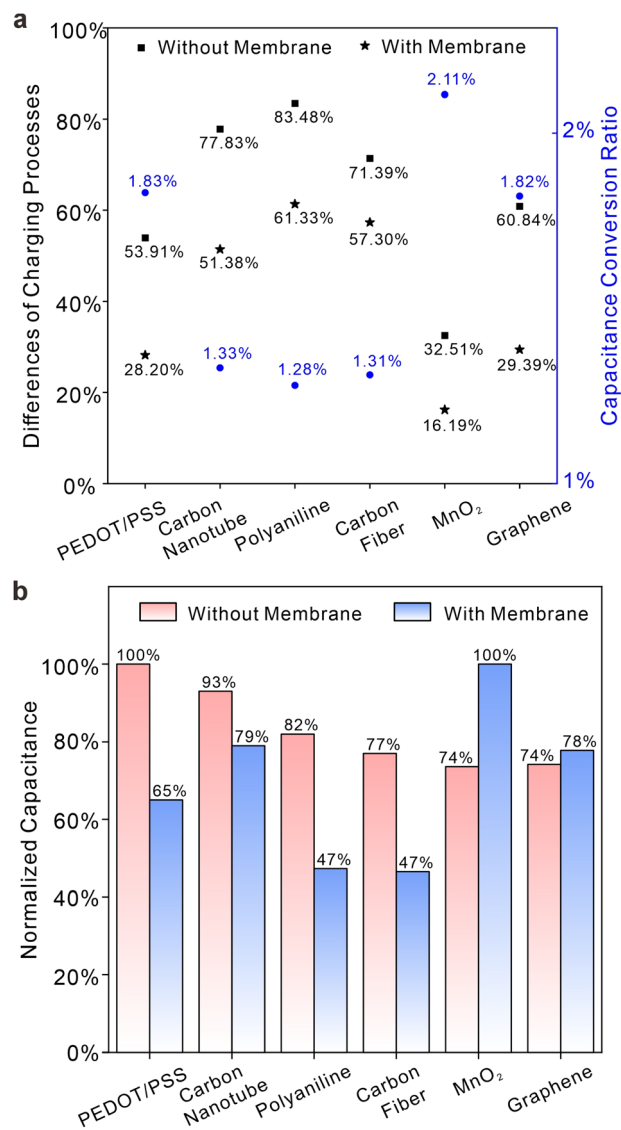 a
100%
80%
60%
40%
20%
0%
Differences of Charging Processes
Without Membrane
With Membrane
1.83%
53.91%
28.20%
77.83%
51.38%
1.33%
83.48%
61.33%
1.28%
71.39%
57.30%
1.31%
2.11%
32.51%
16.19%
1.82%
60.84%
29.39%
2%
1%
Capacitance Conversion Ratio
PEDOT/PSS
Carbon
Nanotube
Polyaniline
Carbon
Fiber
MnO₂
Graphene
b
Without Membrane
With Membrane
100%
80%
60%
40%
20%
0%
Normalized Capacitance
100%
65%
93%
79%
82%
47%
77%
47%
74%
100%
74%
78%
PEDOT/PSS
Carbon
Nanotube
Polyaniline
Carbon
Fiber
MnO₂
Graphene